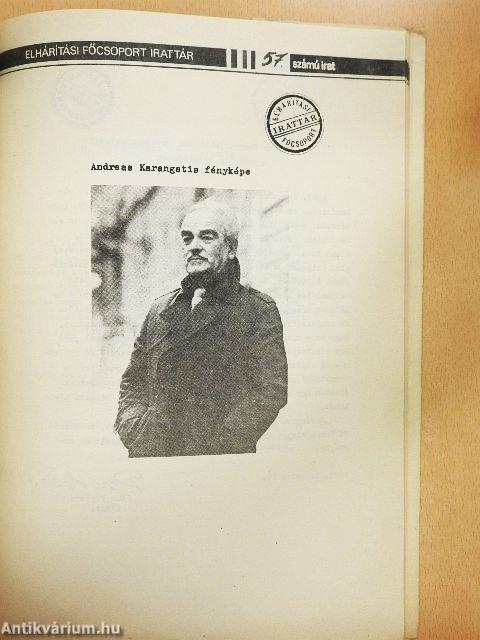 ELHÁRÍTÁSI FŐCSOPORT IRATTÁR 57. számú irat
ELHÁRÍTÁSI
IRATTÁR
FŐCSOPORT
Andreas Karangatis fényképe
Antikvárium.hu